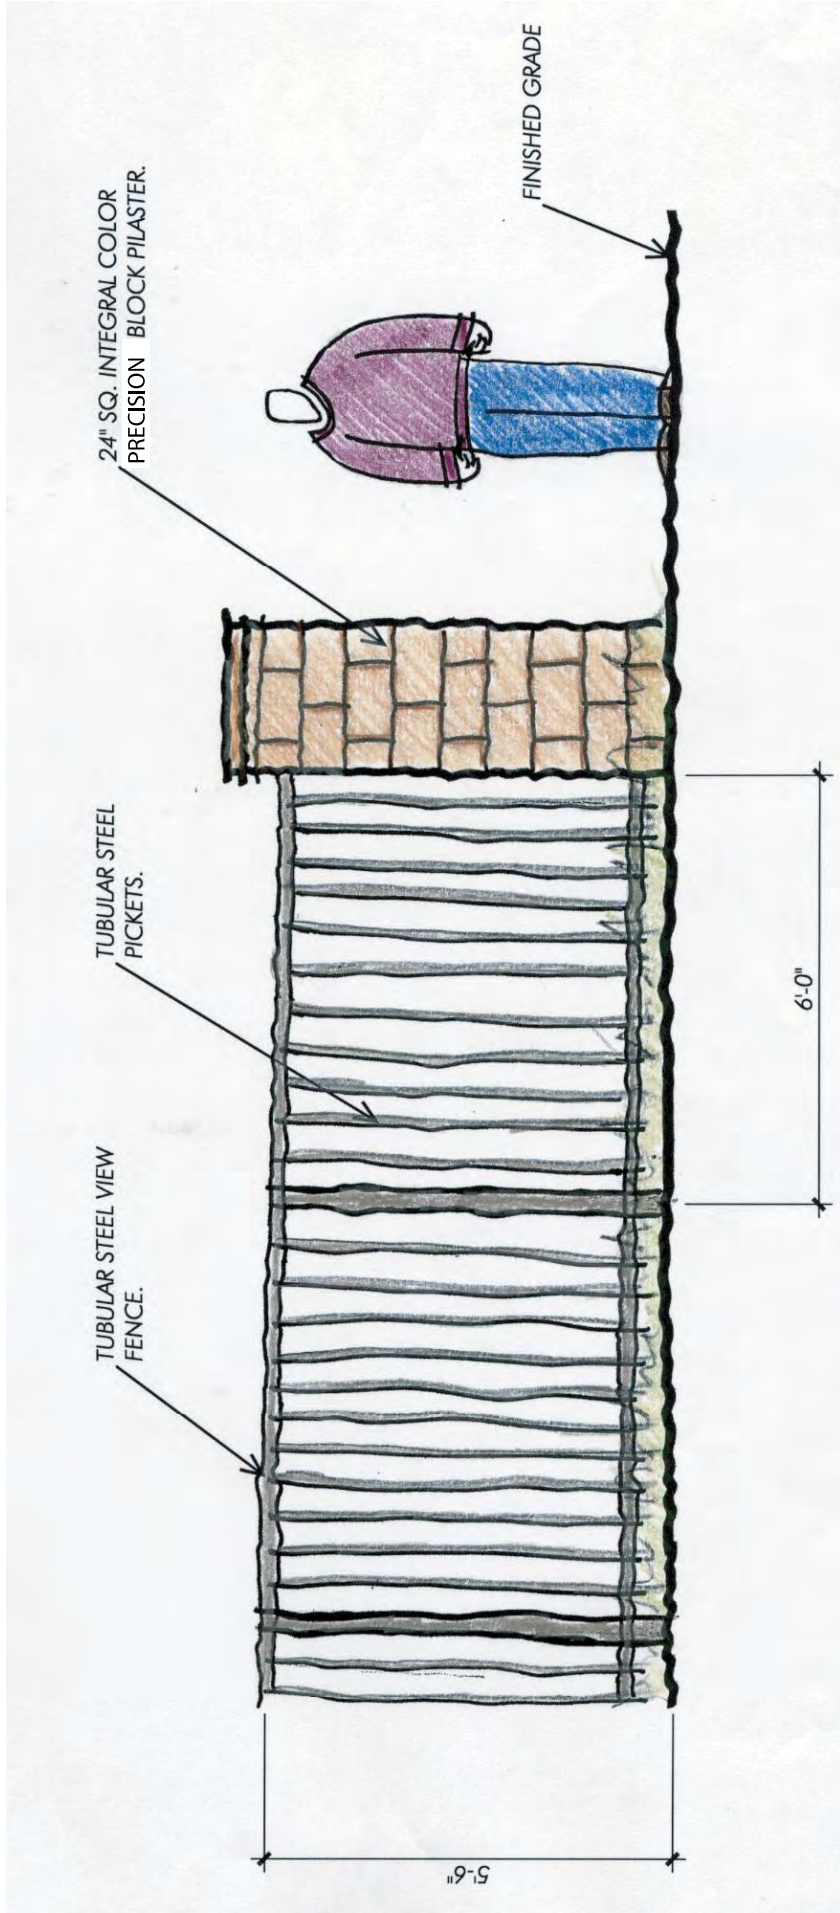 TUBULAR STEEL VIEW
FENCE.
TUBULAR STEEL
PICKETS.
24" SQ. INTEGRAL COLOR
PRECISION BLOCK PILASTER.
FINISHED GRADE
5'-6"
6'-0"